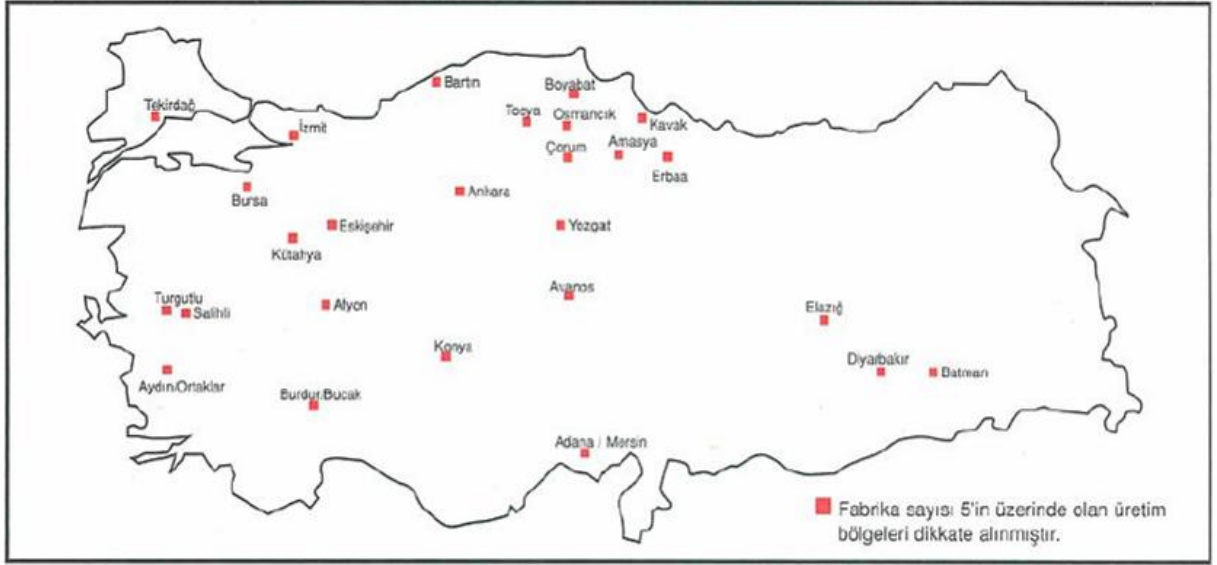 Bartın
Boyabat
Tekirdağ
Tosya
Osmancık
Kavak
İzmit
Çorum
Amasya
Erbaa
Bursa
Ankara
Eskişehir
Yozgat
Kütahya
Avanos
Turgutlu
Salihli
Afyon
Elazığ
Konya
Diyarbakır
Batman
Aydın/Ortaklar
Burdur/Bucak
Adana / Mersin
Fabrika sayısı 5'in üzerinde olan üretim
bölgeleri dikkate alınmıştır.